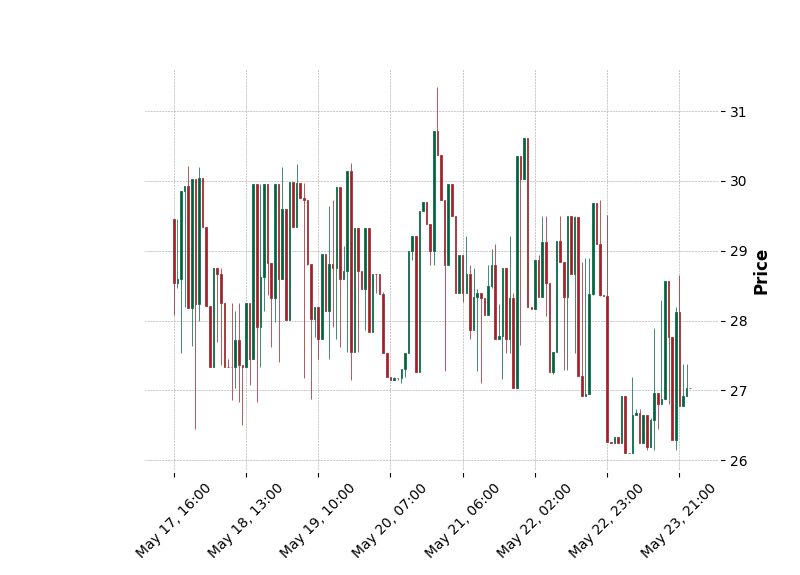 31
30
29
28
27
26
Price
May 17, 16:00
May 18, 13:00
May 19, 10:00
May 20, 07:00
May 21, 06:00
May 22, 02:00
May 22, 23:00
May 23, 21:00